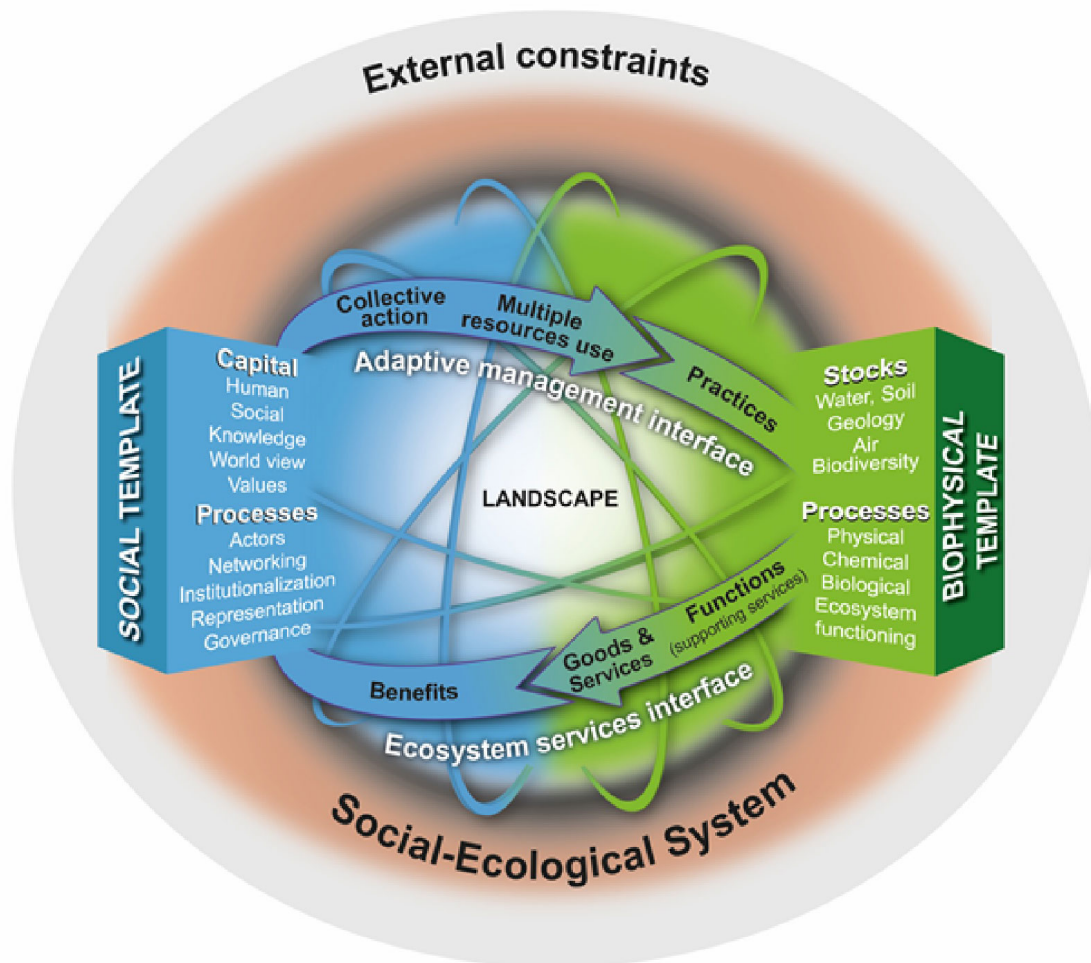 External constraints
Collective
action
Multiple
resources use
Practices
Adaptive management interface
SOCIAL TEMPLATE
Capital
Human
Social
Knowledge
World view
Values
Processes
Actors
Networking
Institutionalization
Representation
Governance
LANDSCAPE
Stocks
Water, Soil
Geology
Air
Biodiversity
Processes
Physical
Chemical
Biological
Ecosystem
functioning
BIOPHYSICAL
TEMPLATE
Functions
(supporting services)
Goods &
Services
Benefits
Ecosystem services interface
Social-Ecological System